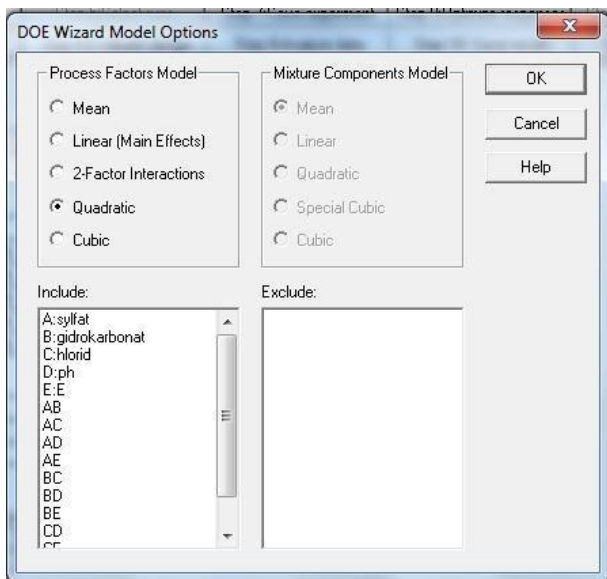 DOE Wizard Model Options
Process Factors Model
Mean
Linear (Main Effects)
2-Factor Interactions
Quadratic
Cubic
Mixture Components Model
Mean
Linear
Quadratic
Special Cubic
Cubic
OK
Cancel
Help
Include:
A:sylfat
B:gidrokarbonat
C:hlorid
D:ph
E:E
AB
AC
AD
AE
BC
BD
BE
CD
Exclude: